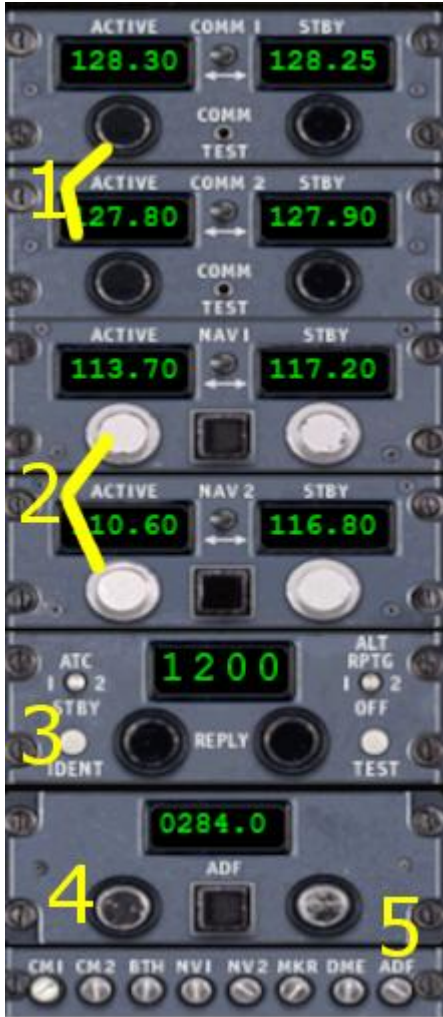 ACTIVE COMM 1 STBY
128.30 128.25
COMM
TEST
1
ACTIVE COMM 2 STBY
127.80 127.90
COMM
TEST
ACTIVE NAV 1 STBY
113.70 117.20
2
ACTIVE NAV 2 STBY
10.60 116.80
ATC
1 2
1200
ALT
RPTG
1 2
STBY
OFF
3
REPLY
IDENT
TEST
0284.0
ADF
4
5
CM1 CM2 BTH NV1 NV2 MKR DME ADF